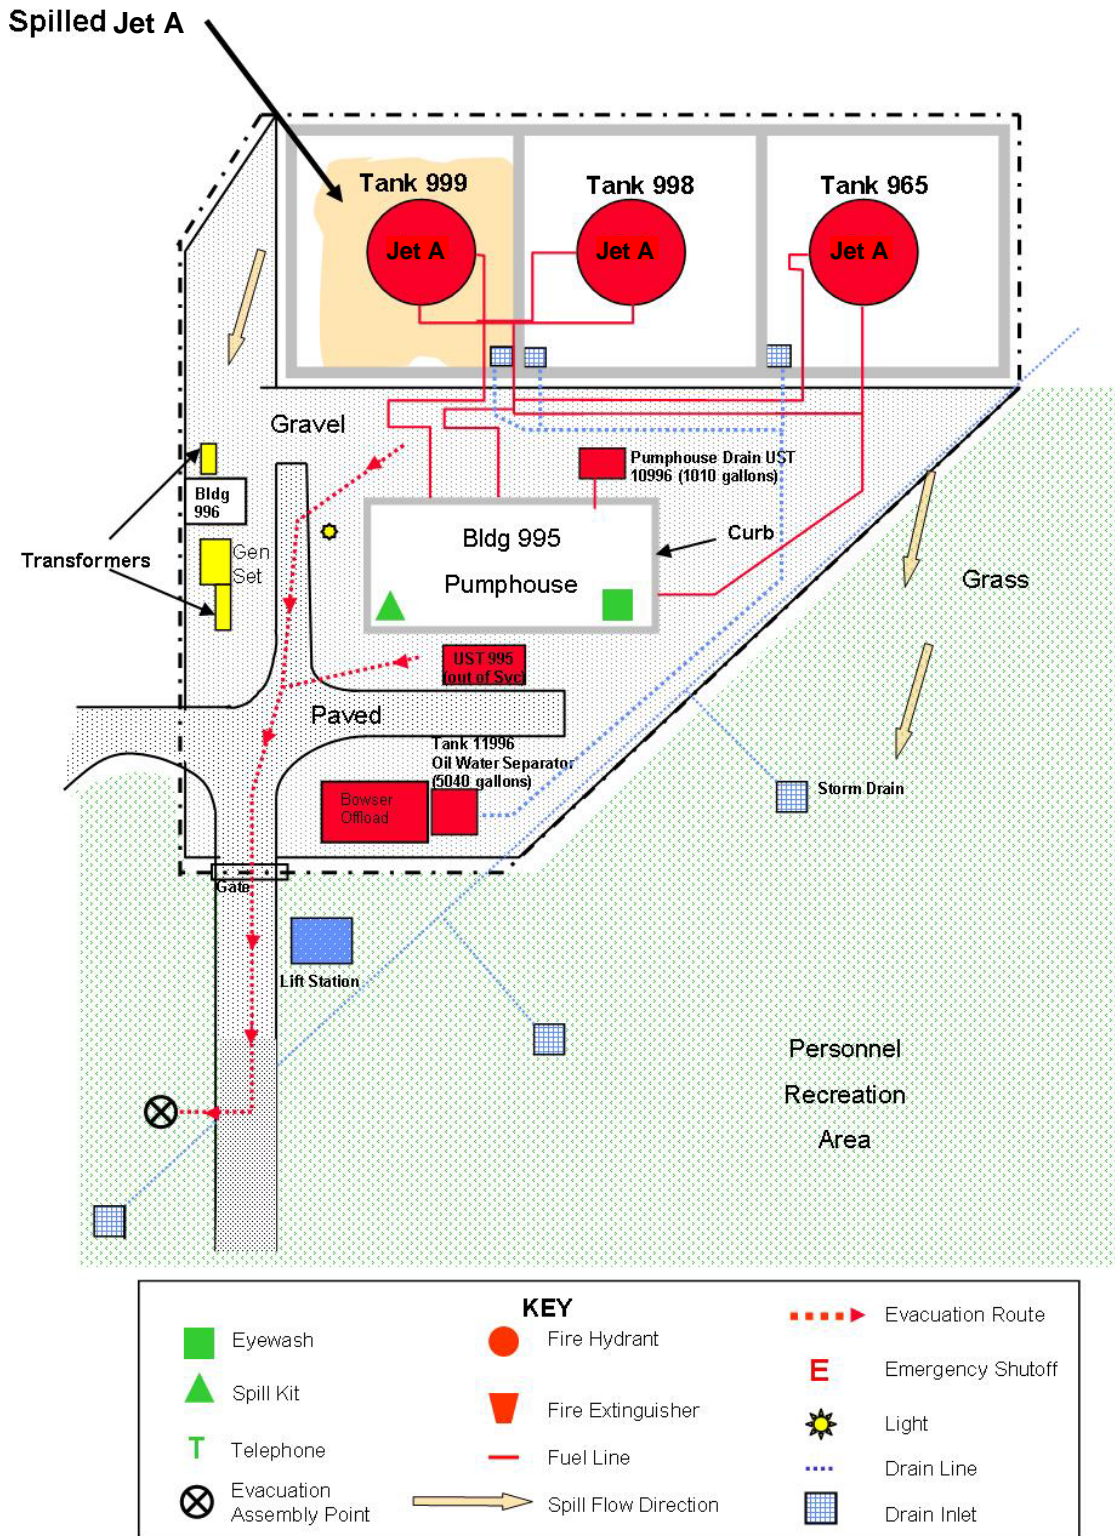 Spilled Jet A
Tank 999
Tank 998
Tank 965
Jet A
Jet A
Jet A
Gravel
Pumphouse Drain UST
10996 (1010 gallons)
Bldg
996
Bldg 995
Pumphouse
Curb
Transformers
Gen
Set
Grass
UST 995
(out of Svc)
Paved
Tank 11996
Oil Water Separator
(5040 gallons)
Bowser
Offload
Storm Drain
Gate
Lift Station
Personnel
Recreation
Area
KEY
Eyewash
Spill Kit
T Telephone
Evacuation
Assembly Point
Fire Hydrant
Fire Extinguisher
Fuel Line
Spill Flow Direction
Evacuation Route
E Emergency Shutoff
Light
Drain Line
Drain Inlet